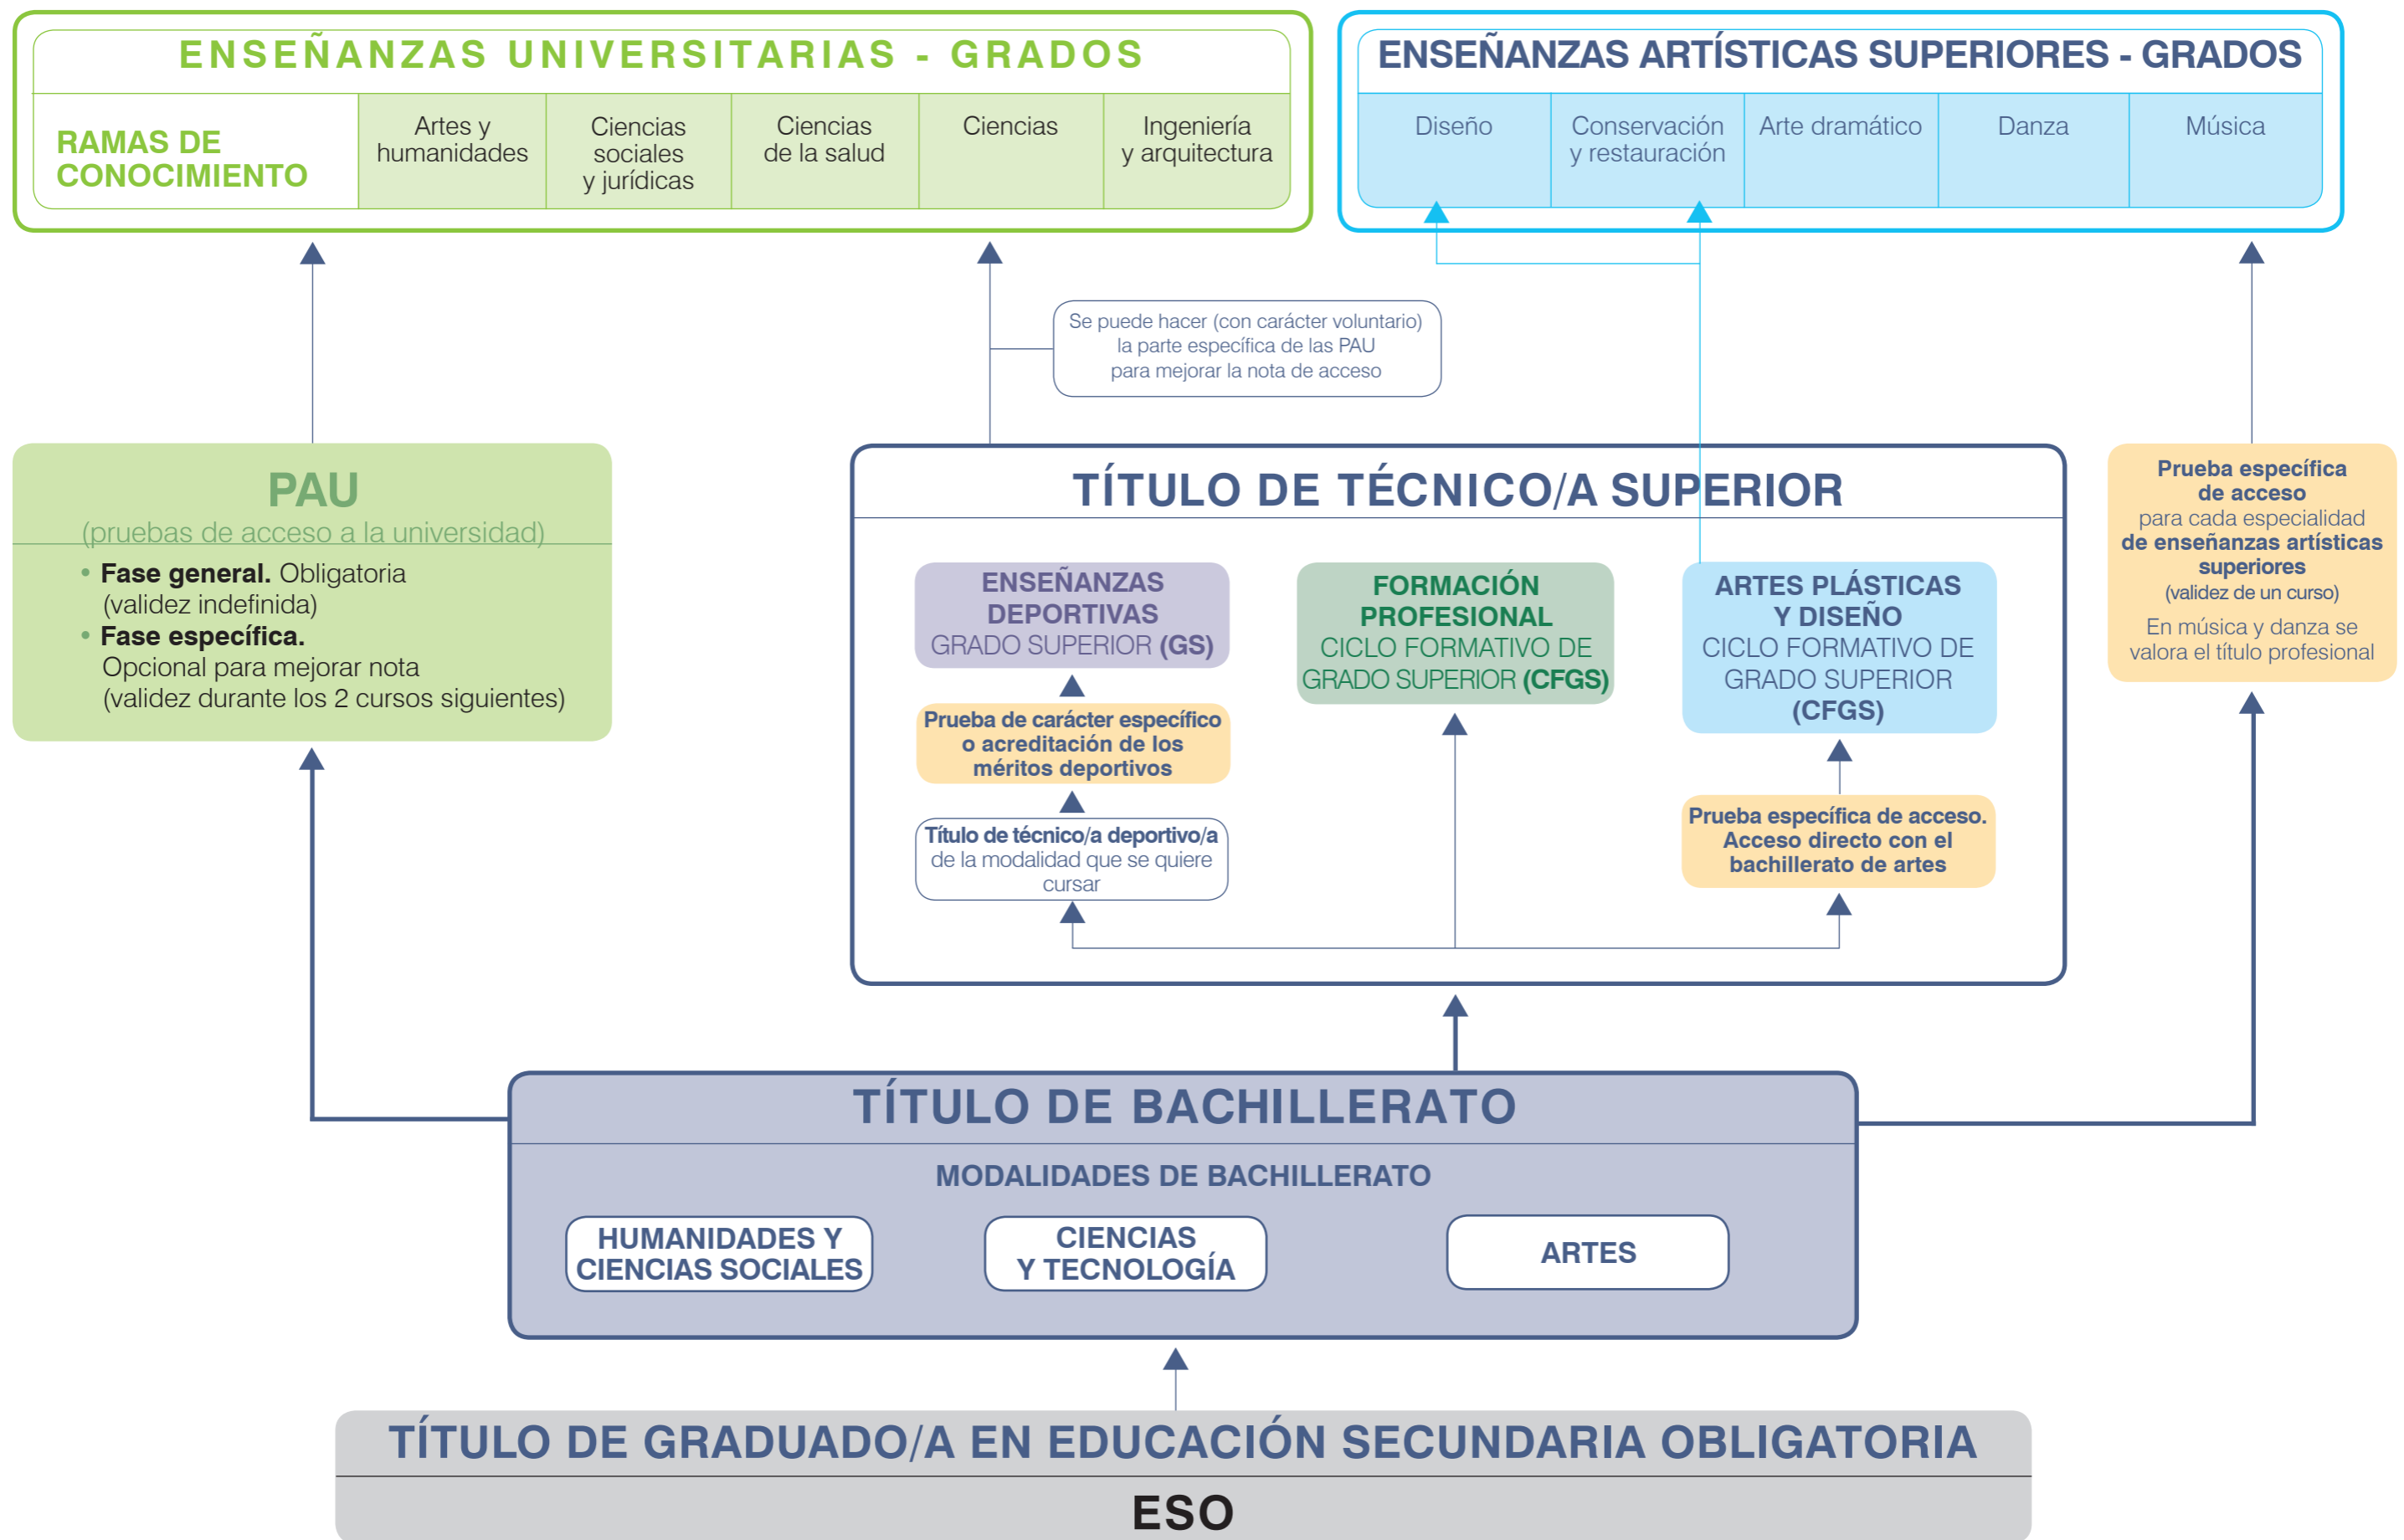 ENSEÑANZAS UNIVERSITARIAS - GRADOS
RAMAS DE
CONOCIMIENTO
Artes y
humanidades
Ciencias
sociales
y jurídicas
Ciencias
de la salud
Ciencias
Ingeniería
y arquitectura
ENSEÑANZAS ARTÍSTICAS SUPERIORES - GRADOS
Diseño
Conservación
y restauración
Arte dramático
Danza
Música
Se puede hacer (con carácter voluntario)
la parte específica de las PAU
para mejorar la nota de acceso
PAU
(pruebas de acceso a la universidad)
• Fase general. Obligatoria
(validez indefinida)
• Fase específica.
Opcional para mejorar nota
(validez durante los 2 cursos siguientes)
TÍTULO DE TÉCNICO/A SUPERIOR
ENSEÑANZAS
DEPORTIVAS
GRADO SUPERIOR (GS)
Prueba de carácter específico
o acreditación de los
méritos deportivos
Título de técnico/a deportivo/a
de la modalidad que se quiere
cursar
FORMACIÓN
PROFESIONAL
CICLO FORMATIVO DE
GRADO SUPERIOR (CFGS)
ARTES PLÁSTICAS
Y DISEÑO
CICLO FORMATIVO DE
GRADO SUPERIOR
(CFGS)
Prueba específica de acceso.
Acceso directo con el
bachillerato de artes
Prueba específica
de acceso
para cada especialidad
de enseñanzas artísticas
superiores
(validez de un curso)
En música y danza se
valora el título profesional
TÍTULO DE BACHILLERATO
MODALIDADES DE BACHILLERATO
HUMANIDADES Y
CIENCIAS SOCIALES
CIENCIAS
Y TECNOLOGÍA
ARTES
TÍTULO DE GRADUADO/A EN EDUCACIÓN SECUNDARIA OBLIGATORIA
ESO